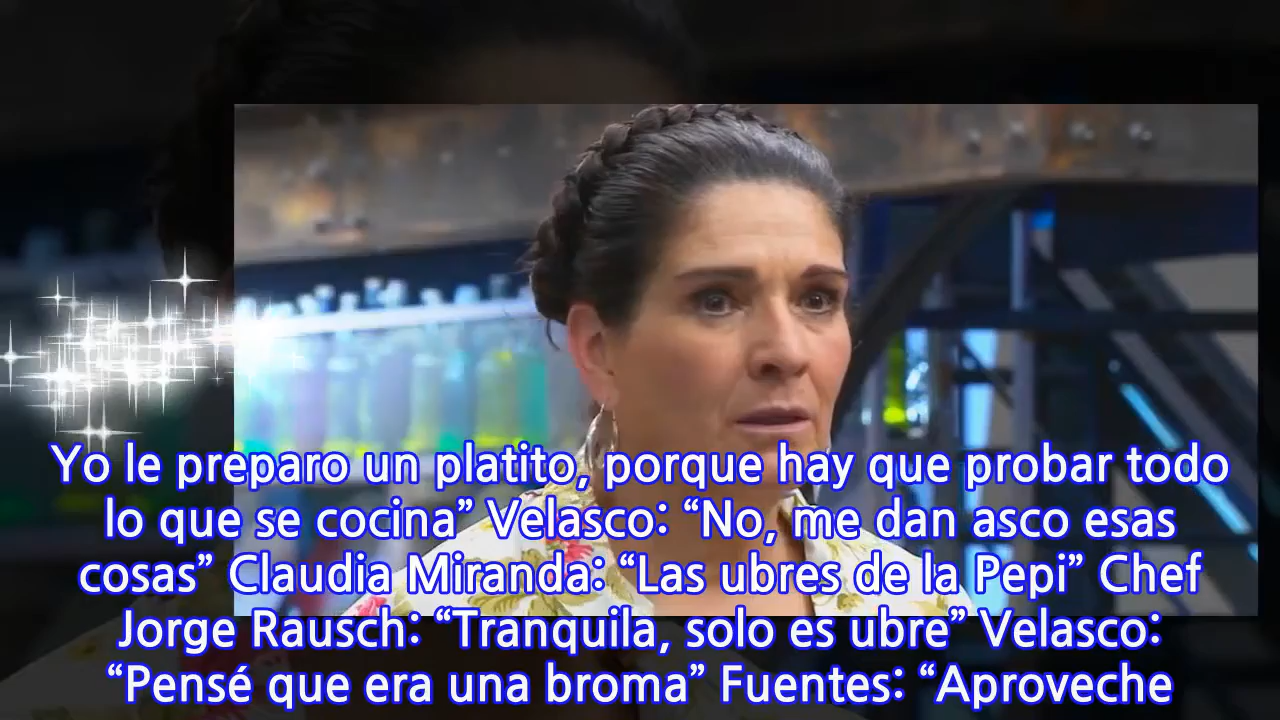 Yo le preparo un platito, porque hay que probar todo
lo que se cocina” Velasco: “No, me dan asco esas
cosas” Claudia Miranda: “Las ubres de la Pepi” Chef
Jorge Rausch: “Tranquila, solo es ubre” Velasco:
“Pensé que era una broma” Fuentes: “Aproveche